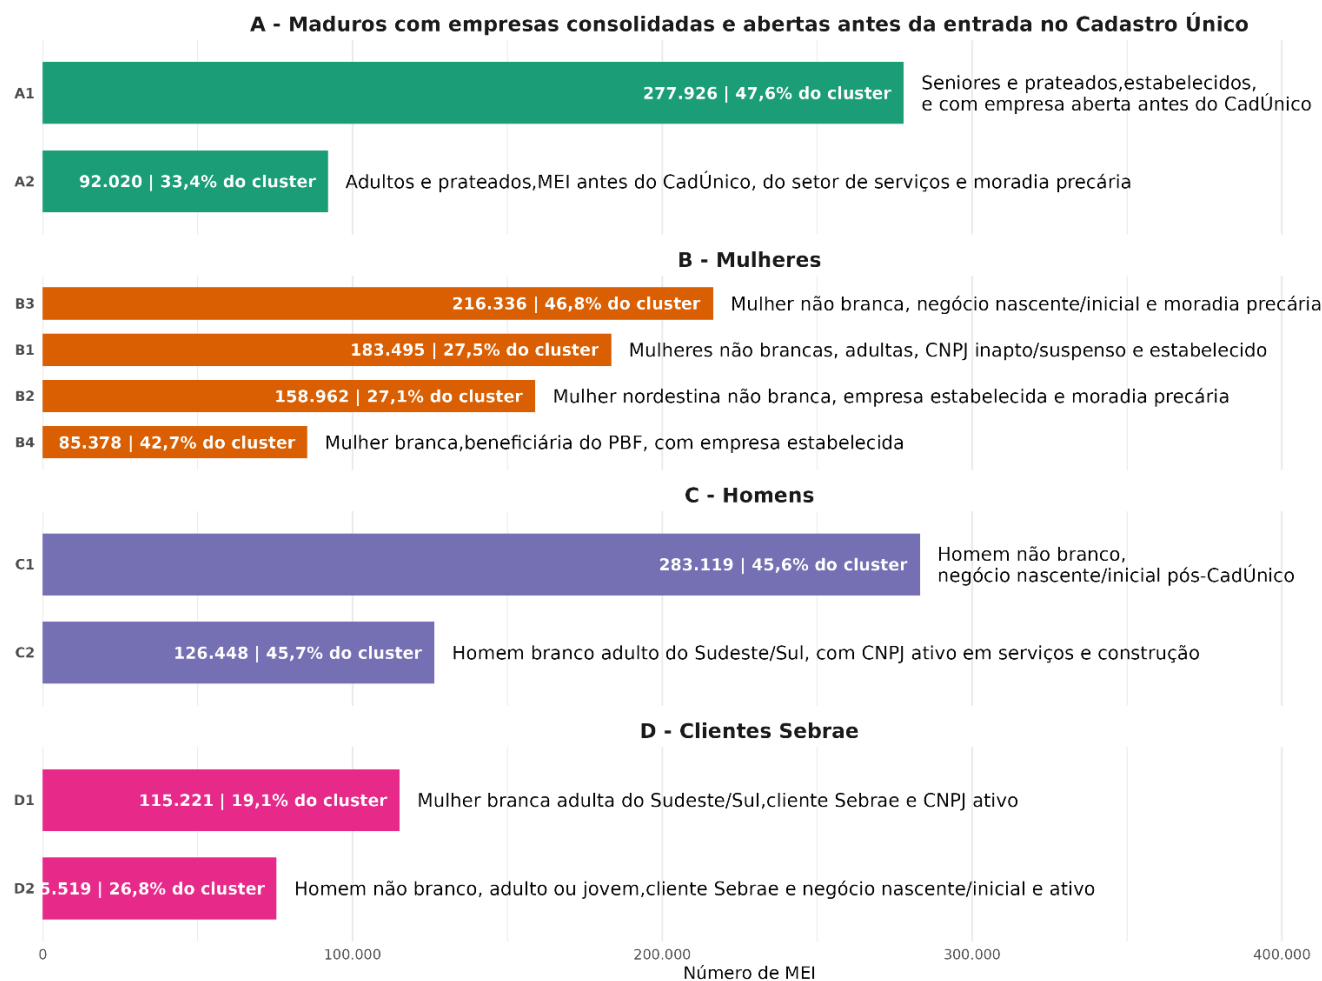 A - Maduros com empresas consolidadas e abertas antes da entrada no Cadastro Único
A1
277.926 | 47,6% do cluster
Seniores e prateados,estabelecidos,
e com empresa aberta antes do CadÚnico
A2
92.020 | 33,4% do cluster
Adultos e prateados,MEI antes do CadÚnico, do setor de serviços e moradia precária
B - Mulheres
B3
216.336 | 46,8% do cluster
Mulher não branca, negócio nascente/inicial e moradia precária
B1
183.495 | 27,5% do cluster
Mulheres não brancas, adultas, CNPJ inapto/suspenso e estabelecido
B2
158.962 | 27,1% do cluster
Mulher nordestina não branca, empresa estabelecida e moradia precária
B4
85.378 | 42,7% do cluster
Mulher branca,beneficiária do PBF, com empresa estabelecida
C - Homens
C1
283.119 | 45,6% do cluster
Homem não branco,
negócio nascente/inicial pós-CadÚnico
C2
126.448 | 45,7% do cluster
Homem branco adulto do Sudeste/Sul, com CNPJ ativo em serviços e construção
D - Clientes Sebrae
D1
115.221 | 19,1% do cluster
Mulher branca adulta do Sudeste/Sul,cliente Sebrae e CNPJ ativo
D2
5.519 | 26,8% do cluster
Homem não branco, adulto ou jovem,cliente Sebrae e negócio nascente/inicial e ativo
0
100.000
200.000
300.000
400.000
Número de MEI